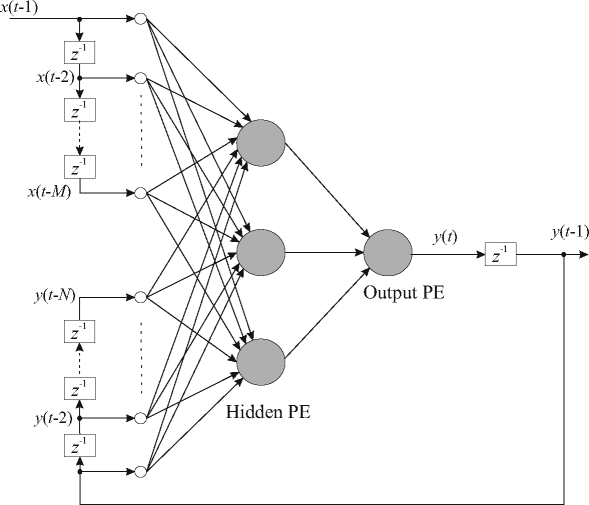 x(t-1)
z-1
x(t-2)
z-1
z-1
x(t-M)
y(t) z-1 y(t-1)
Output PE
y(t-N)
z-1
z-1
Hidden PE
y(t-2)
z-1